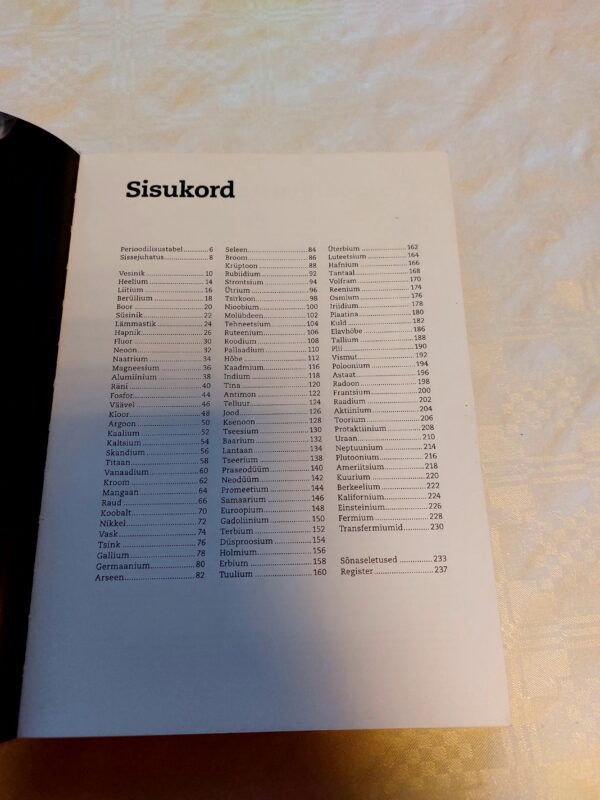 Sisukord
Perioodilisustabel 6
Sissejuhatus 8
Vesinik 10
Heelium 14
Liitium 16
Berüllium 18
Boor 20
Süsinik 22
Lämmastik 24
Hapnik 26
Fluor 30
Neoon 32
Naatrium 34
Magneesium 36
Alumiinium 38
Räni 40
Fosfor 44
Väävel 46
Kloor 48
Argoon 50
Kaalium 52
Kaltsium 54
Skandium 56
Titaan 58
Vanaadium 60
Kroom 62
Mangaan 64
Raud 66
Koobalt 70
Nikkel 72
Vask 74
Tsink 76
Gallium 78
Germaanium 80
Arseen 82
Seleen 84
Broom 86
Krüptoon 88
Rubiidium 92
Strontsium 94
Ütrium 96
Tsirkoon 98
Nioobium 100
Molübdeen 102
Tehneetsium 104
Ruteenium 106
Roodium 108
Pallaadium 110
Hõbe 112
Kaadmium 116
Indium 118
Tina 120
Antimon 122
Telluur 124
Jood 126
Ksenoon 128
Tseesium 130
Baarium 132
Lantaan 134
Tseerium 138
Praseodüüm 140
Neodüüm 142
Promeetium 144
Samaarium 146
Euroopium 148
Gadoliinium 150
Terbium 152
Düsproosium 154
Holmium 156
Erbium 158
Tuulium 160
Üterbium 162
Luteetsium 164
Hafnium 166
Tantaal 168
Volfram 170
Reenium 174
Osmium 176
Iriidium 178
Plaatina 180
Kuld 182
Elavhõbe 186
Tallium 188
Plii 190
Vismut 192
Poloonium 194
Astaat 196
Radoon 198
Frantsium 200
Raadium 202
Aktiinium 204
Toorium 206
Protaktiinium 208
Uraan 210
Neptuunium 214
Plutoonium 216
Ameriitsium 218
Kuurium 220
Berkeelium 222
Kalifornium 224
Einsteinium 226
Fermium 228
Transfermiumid 230
Sõnaseletused 233
Register 237